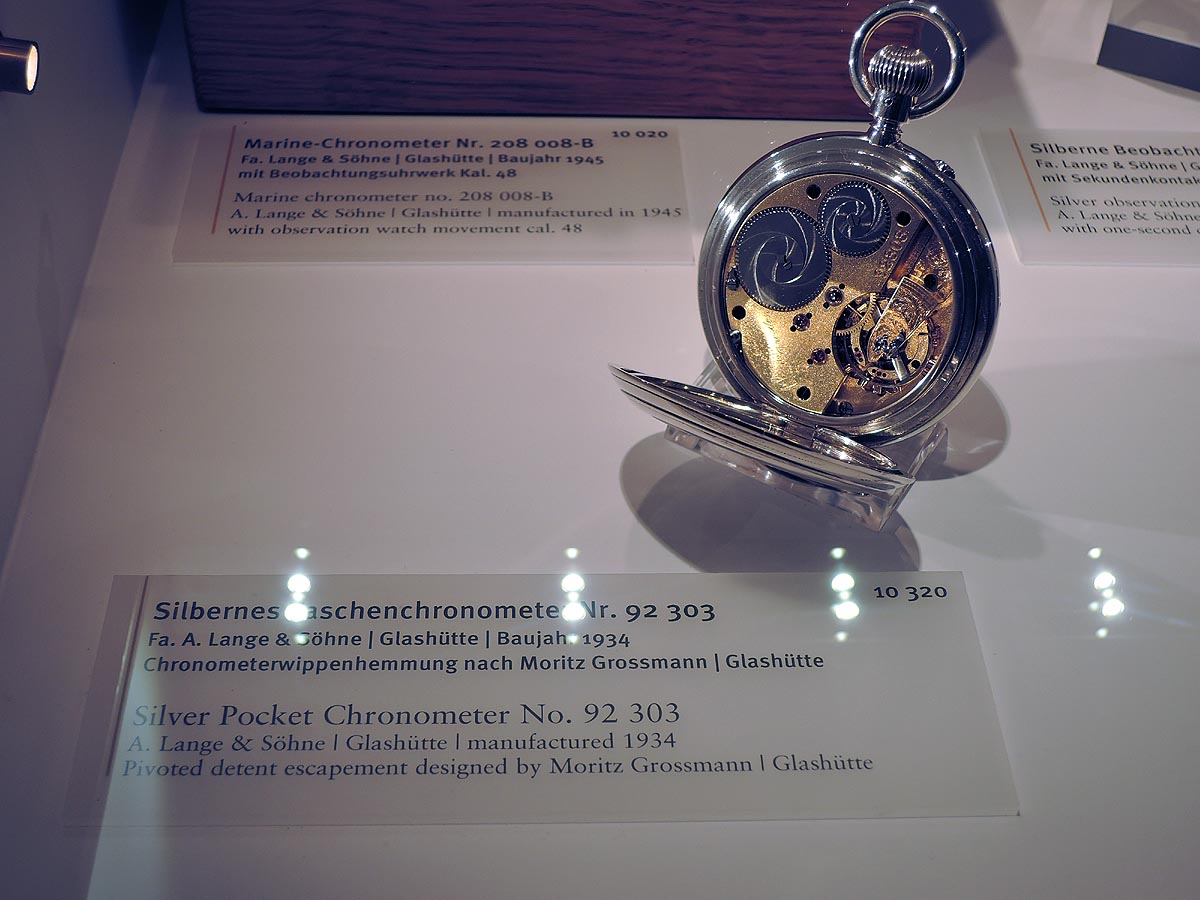 Marine-Chronometer Nr. 208 008-B 10 020
Fa. Lange & Söhne | Glashütte | Baujahr 1945
mit Beobachtungsuhrwerk Kal. 48
Marine chronometer no. 208 008-B
A. Lange & Söhne | Glashütte | manufactured in 1945
with observation watch movement cal. 48
Silberne
Fa. Lange & Söhne |
mit
Silver observation
A. Lange & Söhne
with one-second
Silbernes Nr. 92 303 10 320
Fa. A. Lange & Söhne | Glashütte | Baujahr 1934
Chronometerwippenhemmung nach Moritz Grossmann | Glashütte
Silver Pocket Chronometer No. 92 303
A. Lange & Söhne | Glashütte | manufactured 1934
Pivoted detent escapement designed by Moritz Grossmann | Glashütte